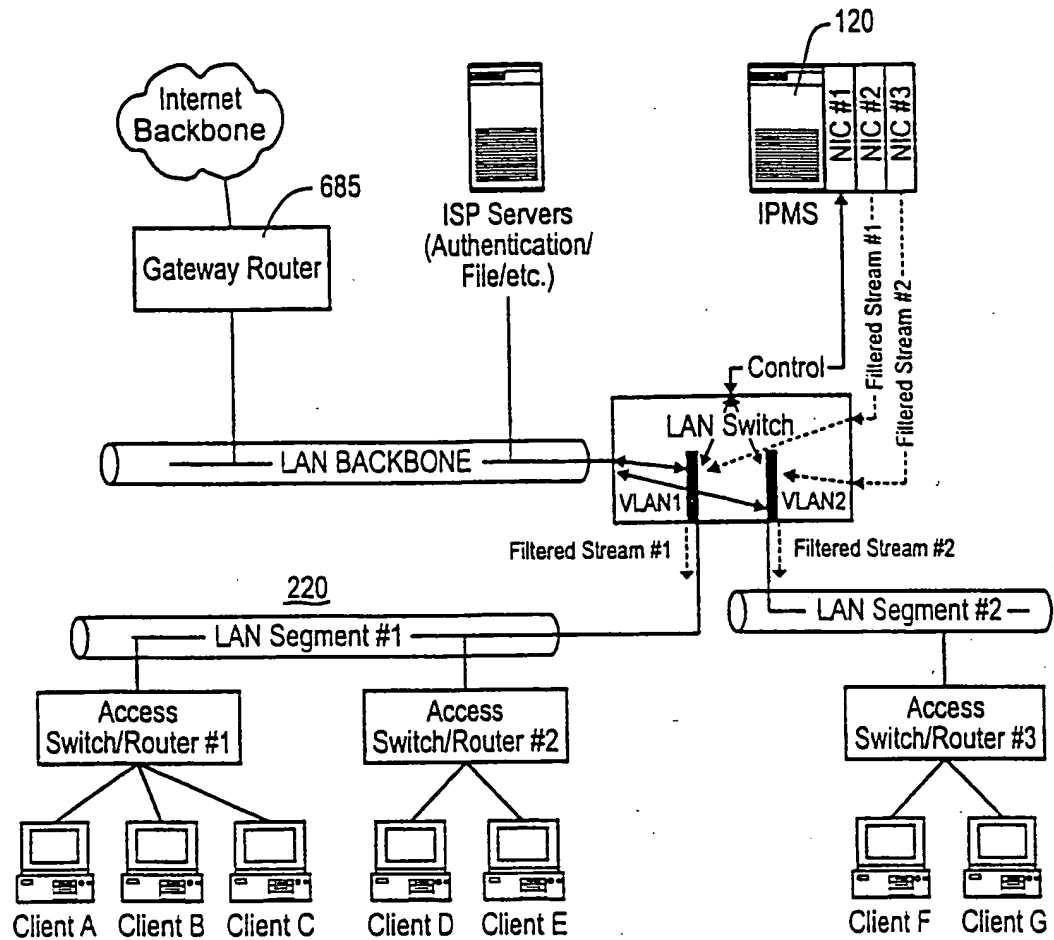 120
Internet
Backbone
NIC #1
NIC #2
NIC #3
685
ISP Servers
(Authentication/
File/etc.)
IPMS
Gateway Router
Filtered Stream #1
Filtered Stream #2
Control
LAN Switch
LAN BACKBONE
VLAN1
VLAN2
Filtered Stream #1
Filtered Stream #2
220
LAN Segment #1
LAN Segment #2
Access
Switch/Router #1
Access
Switch/Router #2
Access
Switch/Router #3
Client A
Client B
Client C
Client D
Client E
Client F
Client G